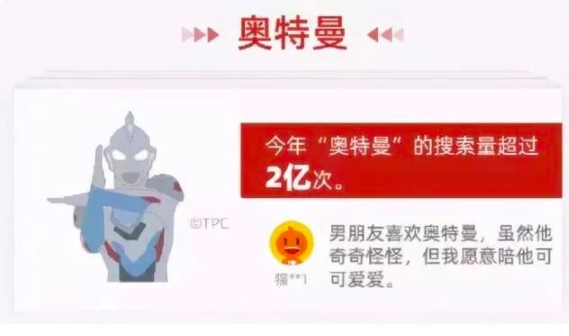 奥特曼
今年“奥特曼”的搜索量超过
2亿次。
©TPC
男朋友喜欢奥特曼，虽然他
奇奇怪怪，但我愿意陪他可
可爱爱。